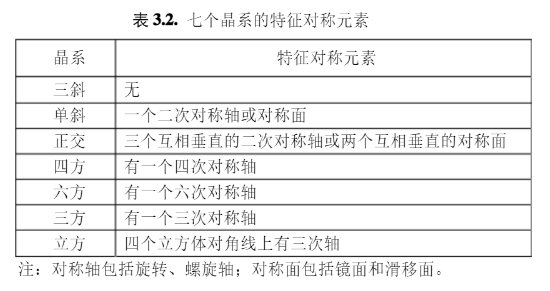 表 3.2. 七个晶系的特征对称元素
晶系 特征对称元素
三斜 无
单斜 一个二次对称轴或对称面
正交 三个互相垂直的二次对称轴或两个互相垂直的对称面
四方 有一个四次对称轴
六方 有一个六次对称轴
三方 有一个三次对称轴
立方 四个立方体对角线上有三次轴
注：对称轴包括旋转、螺旋轴；对称面包括镜面和滑移面。